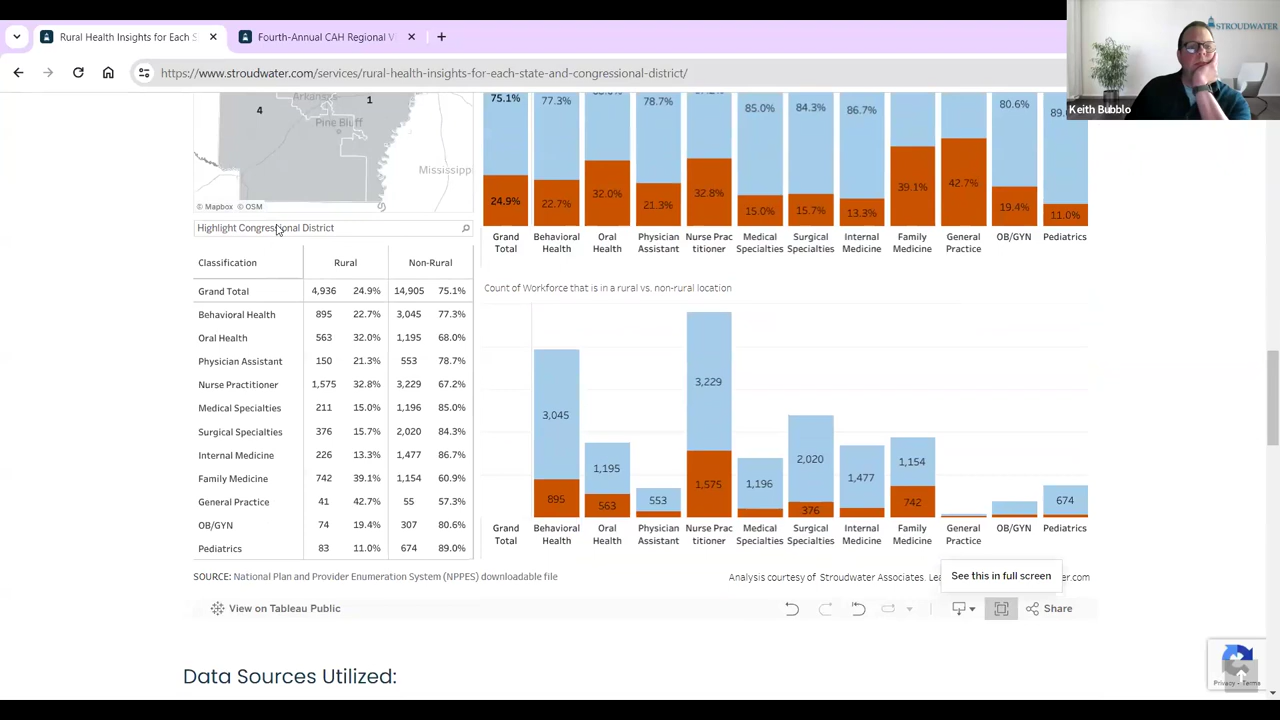 Rural Health Insights for Each S
Fourth-Annual CAH Regional V
https://www.stroudwater.com/services/rural-health-insights-for-each-state-and-congressional-district/
STROUDWATER
Keith Bubblo
Arkansas
4
1
Pine Bluff
Mississippi
© Mapbox © OSM
Highlight Congressional District
Classification Rural Non-Rural
Grand Total 4,936 24.9% 14,905 75.1%
Behavioral Health 895 22.7% 3,045 77.3%
Oral Health 563 32.0% 1,195 68.0%
Physician Assistant 150 21.3% 553 78.7%
Nurse Practitioner 1,575 32.8% 3,229 67.2%
Medical Specialties 211 15.0% 1,196 85.0%
Surgical Specialties 376 15.7% 2,020 84.3%
Internal Medicine 226 13.3% 1,477 86.7%
Family Medicine 742 39.1% 1,154 60.9%
General Practice 41 42.7% 55 57.3%
OB/GYN 74 19.4% 307 80.6%
Pediatrics 83 11.0% 674 89.0%
75.1% 77.3% 78.7% 85.0% 84.3% 86.7% 80.6%
24.9% 22.7% 32.0% 21.3% 32.8% 15.0% 15.7% 13.3% 39.1% 42.7% 19.4% 11.0%
Grand Behavioral Oral Physician Nurse Prac Medical Surgical Internal Family General OB/GYN Pediatrics
Total Health Health Assistant titioner Specialties Specialties Medicine Medicine Practice
Count of Workforce that is in a rural vs. non-rural location
3,045 1,195 553 3,229 1,196 2,020 1,477 1,154 674
895 563 1,575 376 742
Grand Behavioral Oral Physician Nurse Prac Medical Surgical Internal Family General OB/GYN Pediatrics
Total Health Health Assistant titioner Specialties Specialties Medicine Medicine Practice
SOURCE: National Plan and Provider Enumeration System (NPPES) downloadable file
Analysis courtesy of Stroudwater Associates.
See this in full screen
View on Tableau Public
Share
Data Sources Utilized:
Privacy - Terms